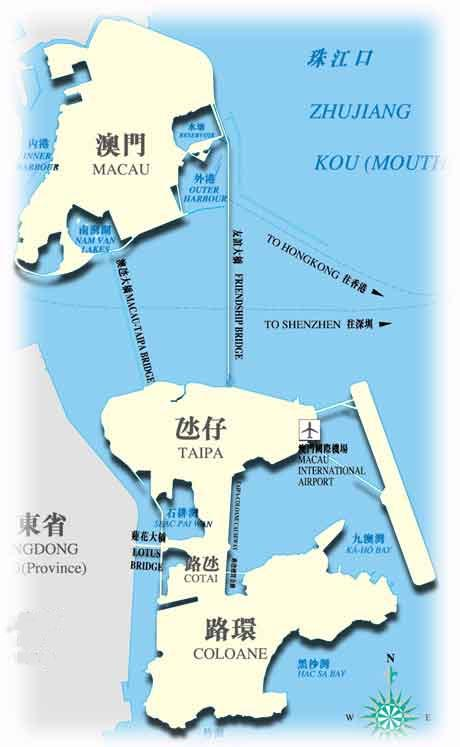 珠江口
ZHUJIANG
KOU (MOUTH
內港
INNER
HARBOUR
澳門
MACAU
水塘
RESERVOIR
外港
OUTER
HARBOUR
南灣湖
NAM VAN
LAKES
澳氹大橋 MACAU-TAIPA BRIDGE
友誼大橋 FRIENDSHIP BRIDGE
TO HONGKONG 往香港
TO SHENZHEN 往深圳
氹仔
TAIPA
澳門國際機場
MACAU
INTERNATIONAL
AIRPORT
石排灣
SEAC PAI WAN
蓮花大橋
LOTUS
BRIDGE
路氹
COTAI
九澳灣
KA-HÓ BAY
東省
NGDONG
(Province)
路環
COLOANE
黑沙灣
HAC SA BAY
N
W
E